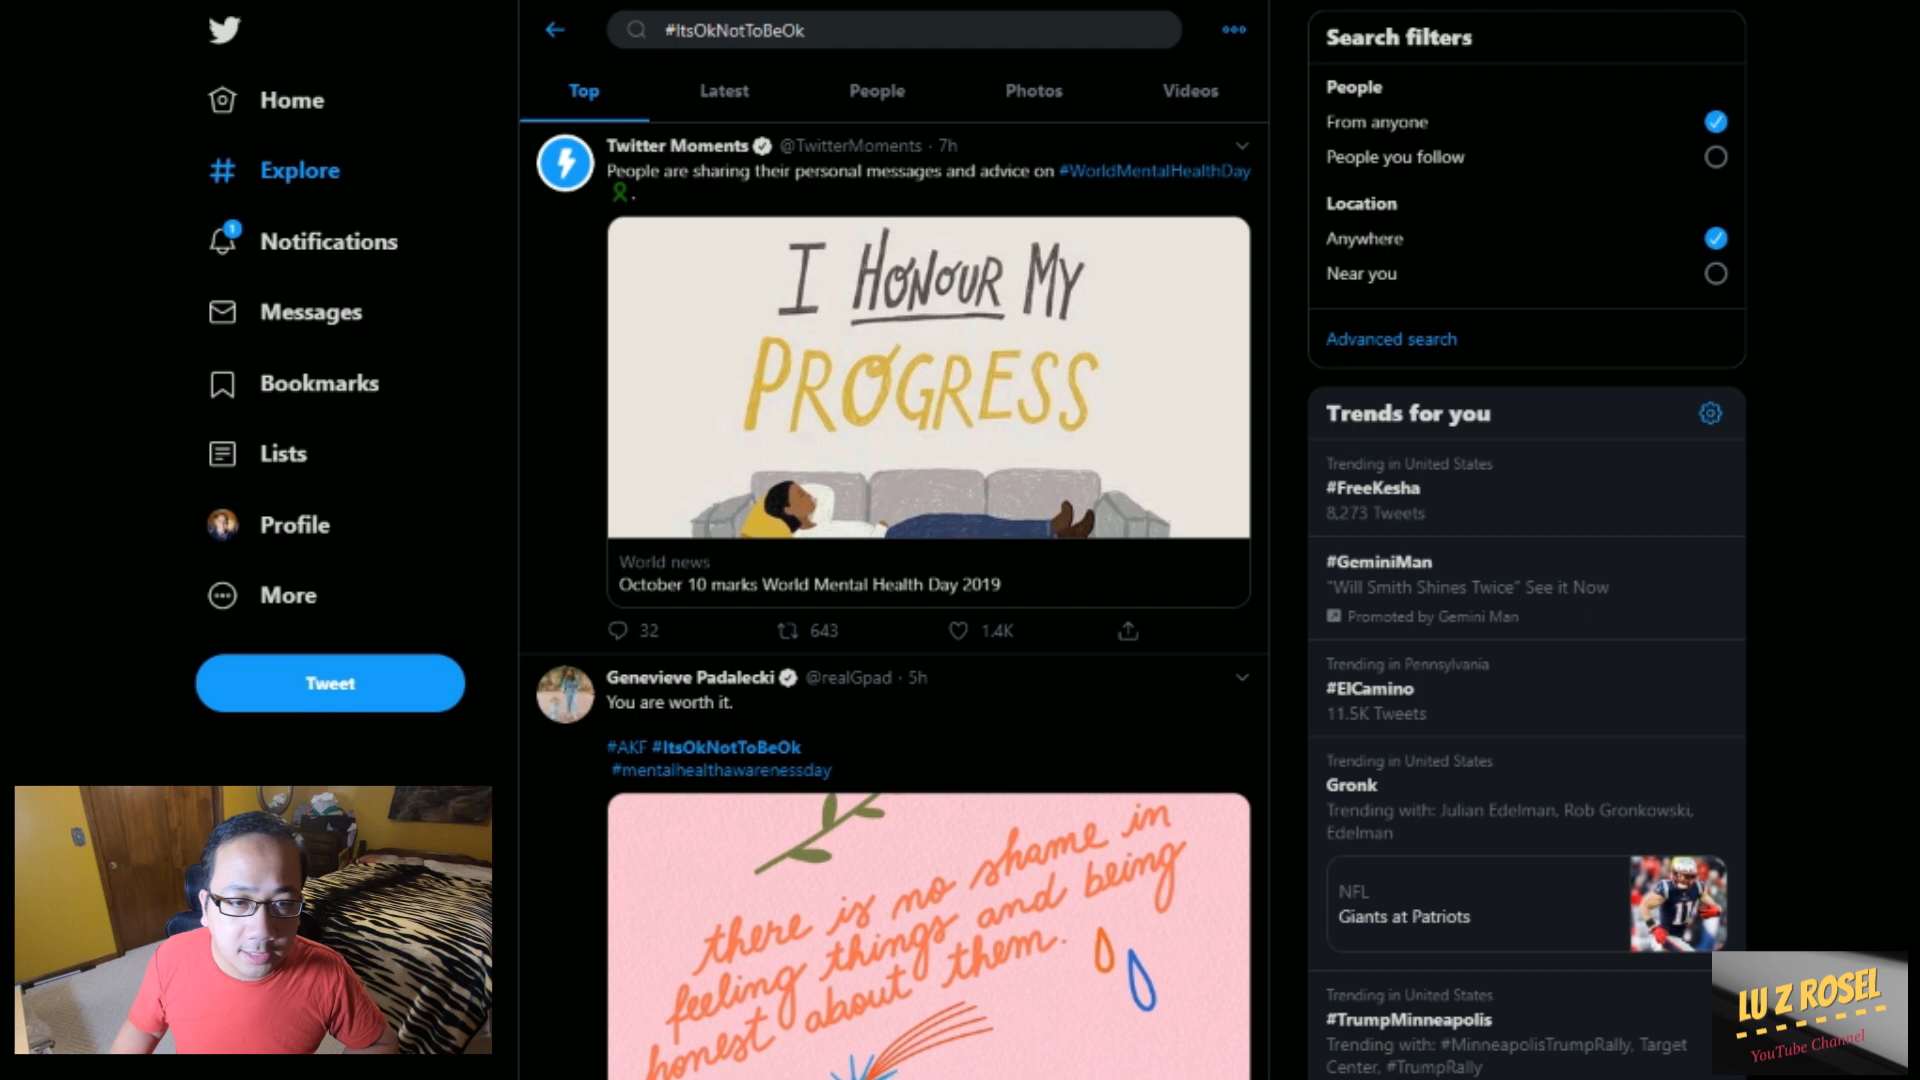 Home
Explore
1
Notifications
Messages
Bookmarks
Lists
Profile
More
Tweet
#ItsOkNotToBeOk
Top
Latest
People
Photos
Videos
Twitter Moments @TwitterMoments · 7h
People are sharing their personal messages and advice on #WorldMentalHealthDay
.
I HONOUR MY
PROGRESS
World news
October 10 marks World Mental Health Day 2019
32
643
1.4K
Genevieve Padalecki @realGpad · 5h
You are worth it.
#AKF #ItsOkNotToBeOk
#mentalhealthawarenessday
there is no shame in
feeling things and being
honest about them.
Search filters
People
From anyone
People you follow
Location
Anywhere
Near you
Advanced search
Trends for you
Trending in United States
#FreeKesha
8,273 Tweets
#GeminiMan
"Will Smith Shines Twice" See it Now
Promoted by Gemini Man
Trending in Pennsylvania
#ElCamino
11.5K Tweets
Trending in United States
Gronk
Trending with: Julian Edelman, Rob Gronkowski,
Edelman
NFL
Giants at Patriots
11
Trending in United States
#TrumpMinneapolis
Trending with: #MinneapolisTrumpRally, Target
Center, #TrumpRally
LU Z ROSEL
YouTube Channel